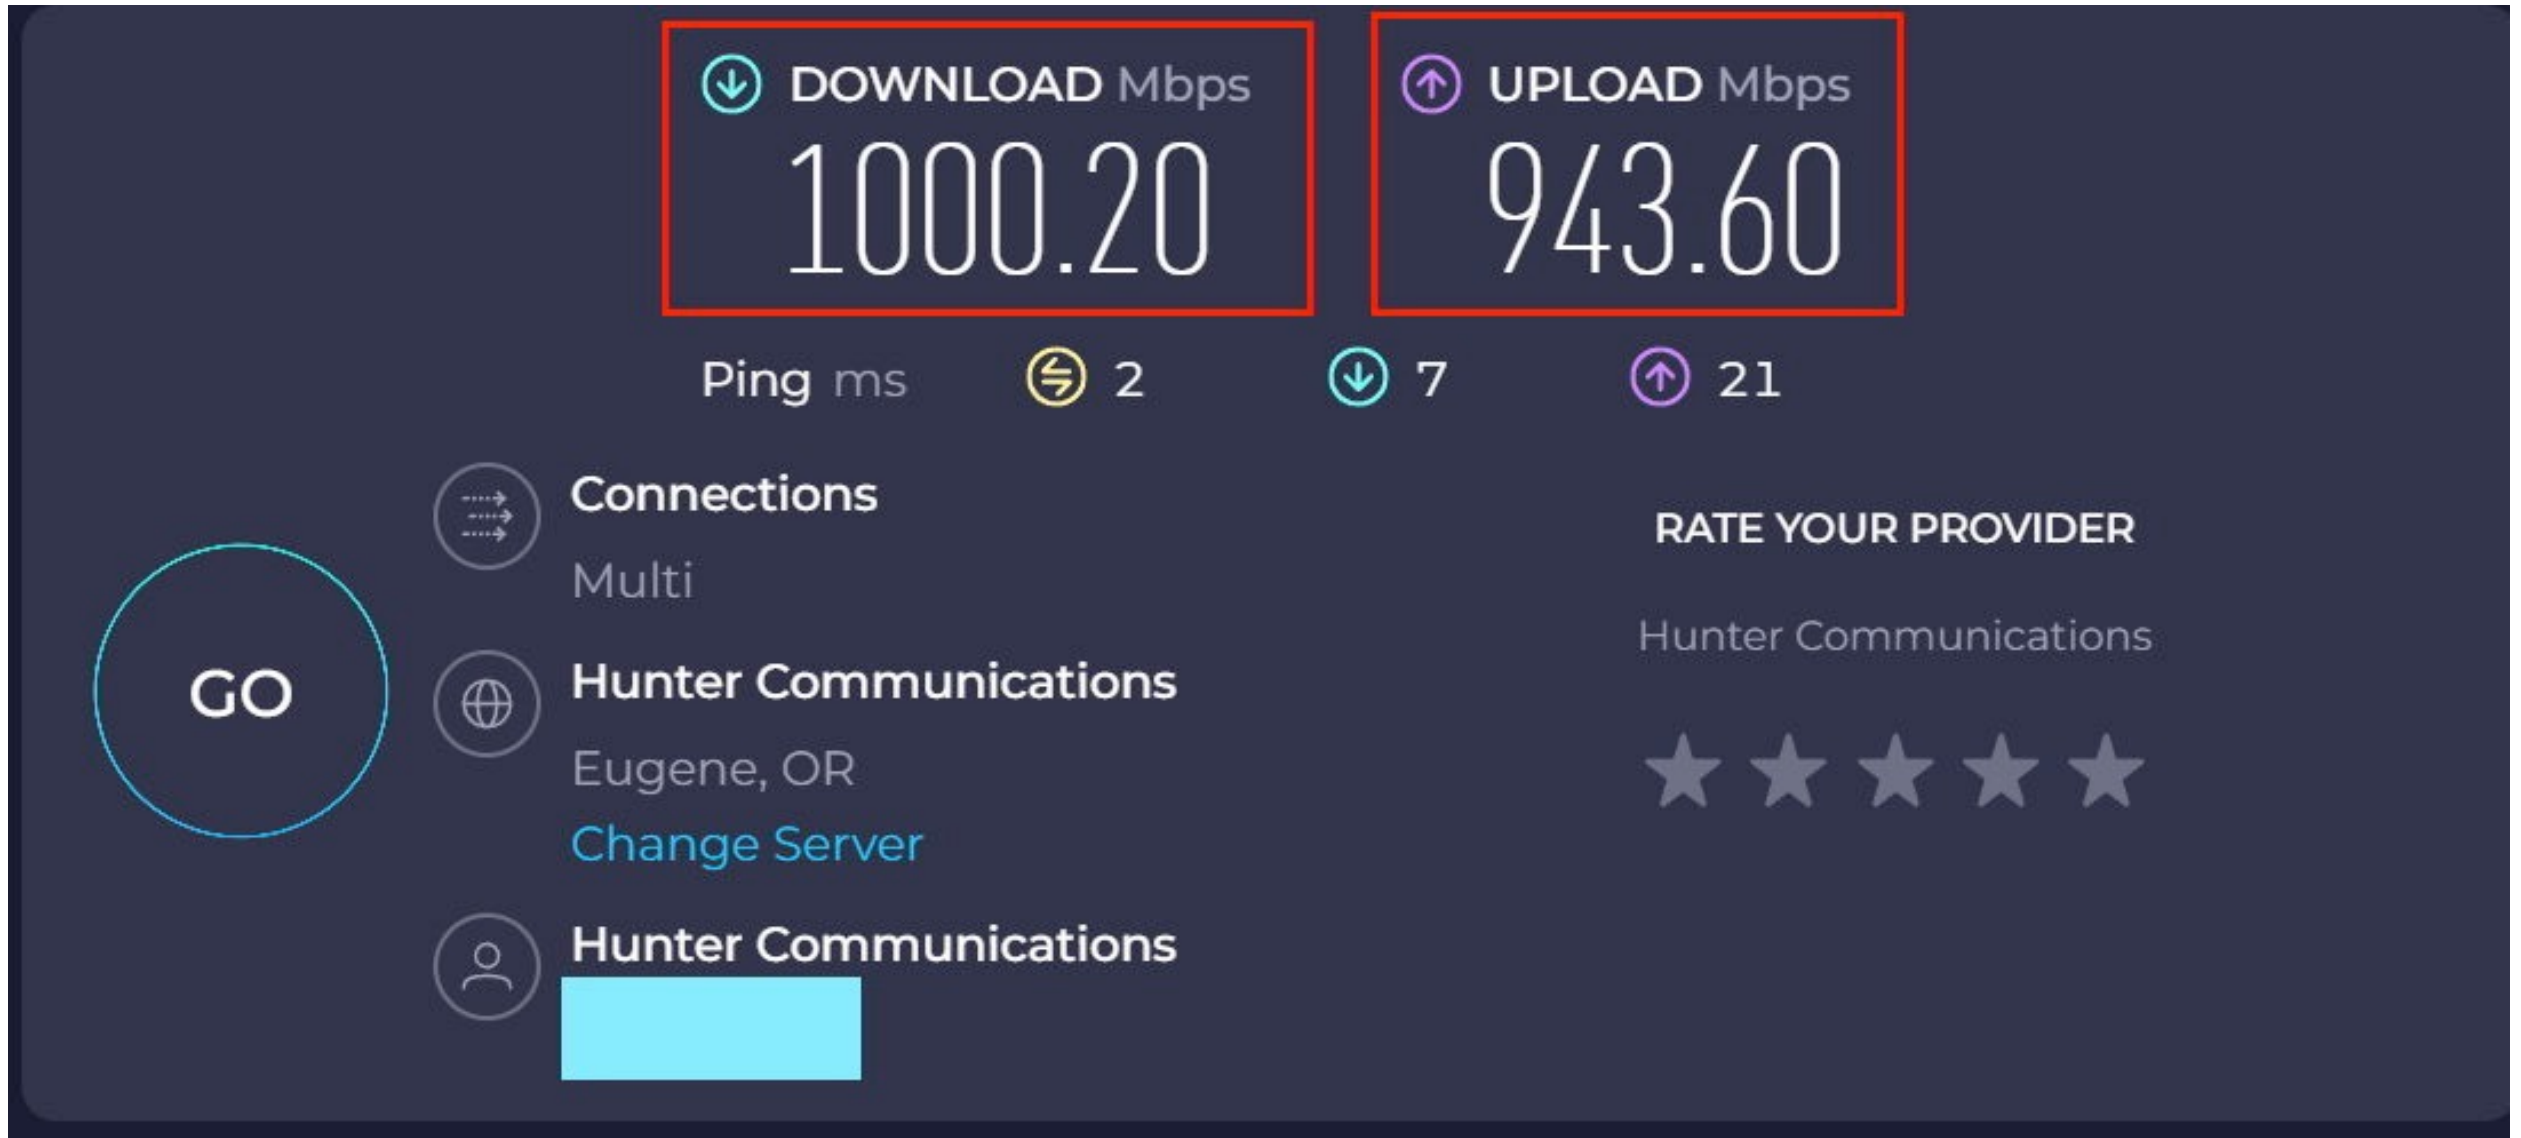 DOWNLOAD Mbps
1000.20
UPLOAD Mbps
943.60
Ping ms 2 7 21
Connections
Multi
Hunter Communications
Eugene, OR
Change Server
Hunter Communications
GO
RATE YOUR PROVIDER
Hunter Communications